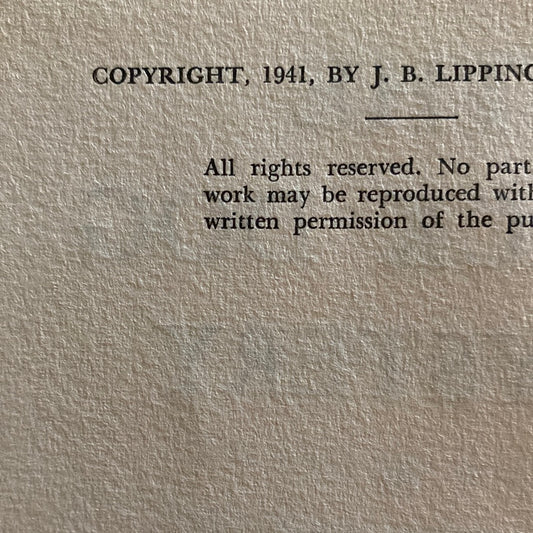 COPYRIGHT, 1941, BY J. B. LIPPINC
All rights reserved. No part
work may be reproduced with
written permission of the pu